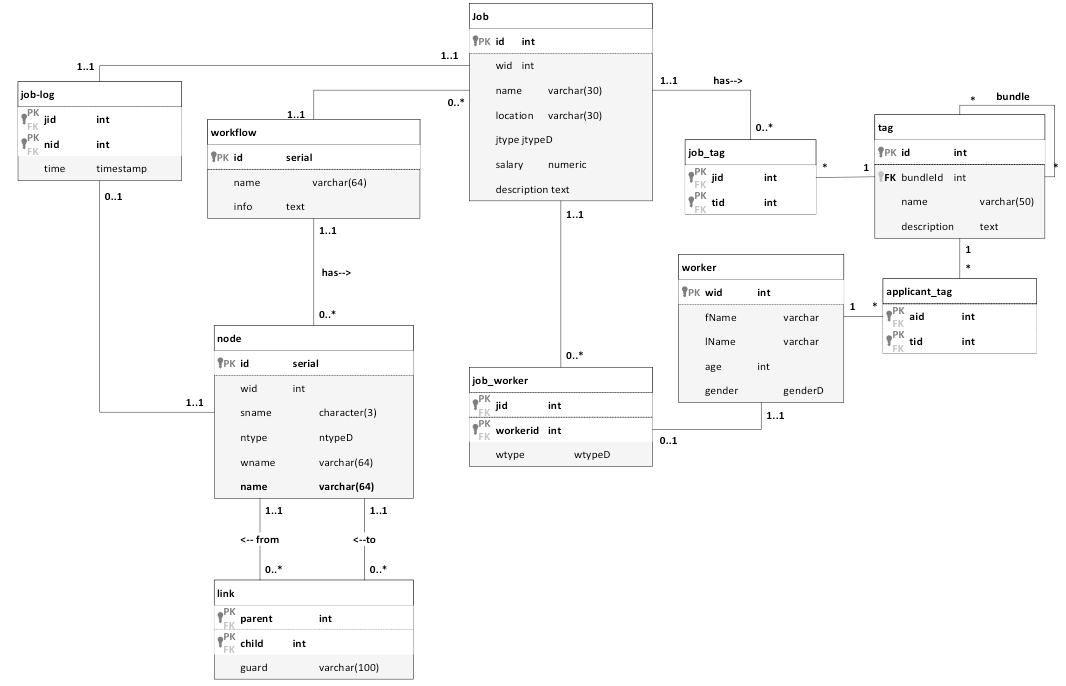 Job
PK id int
wid int
name varchar(30)
location varchar(30)
jtype jtypeD
salary numeric
description text
1..1
1..1
0..*
1..1
1..1 has-->
0..*
job-log
PK FK jid int
PK FK nid int
time timestamp
0..1
workflow
PK id serial
name varchar(64)
info text
1..1
has-->
0..*
job_tag
PK FK jid int
PK FK tid int
* 1
* bundle
*
tag
PK id int
FK bundleId int
name varchar(50)
description text
1
*
applicant_tag
PK FK aid int
PK FK tid int
1 *
worker
PK wid int
fName varchar
lName varchar
age int
gender genderD
1..1
0..1
1..1
0..*
job_worker
PK FK jid int
PK FK workerid int
wtype wtypeD
1..1
node
PK id serial
wid int
sname character(3)
ntype ntypeD
wname varchar(64)
name varchar(64)
1..1 1..1
<-- from <--to
0..* 0..*
link
PK FK parent int
PK FK child int
guard varchar(100)